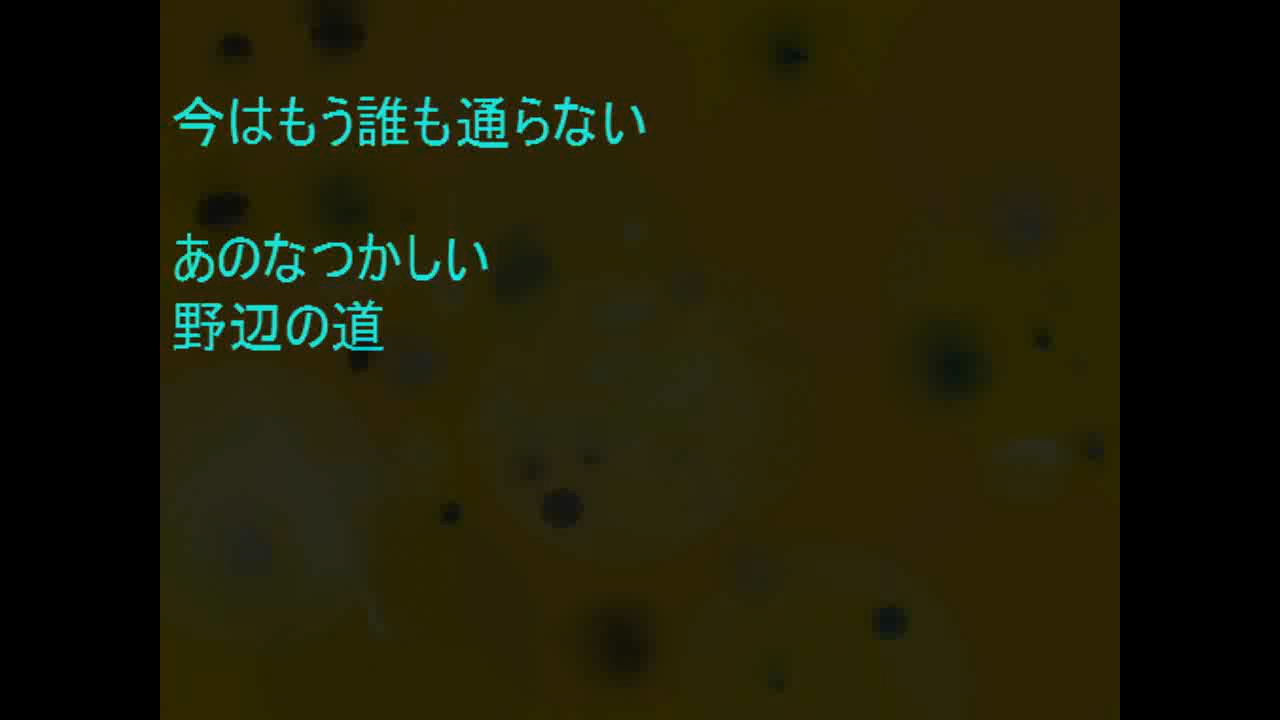 今はもう誰も通らない
あのなつかしい
野辺の道